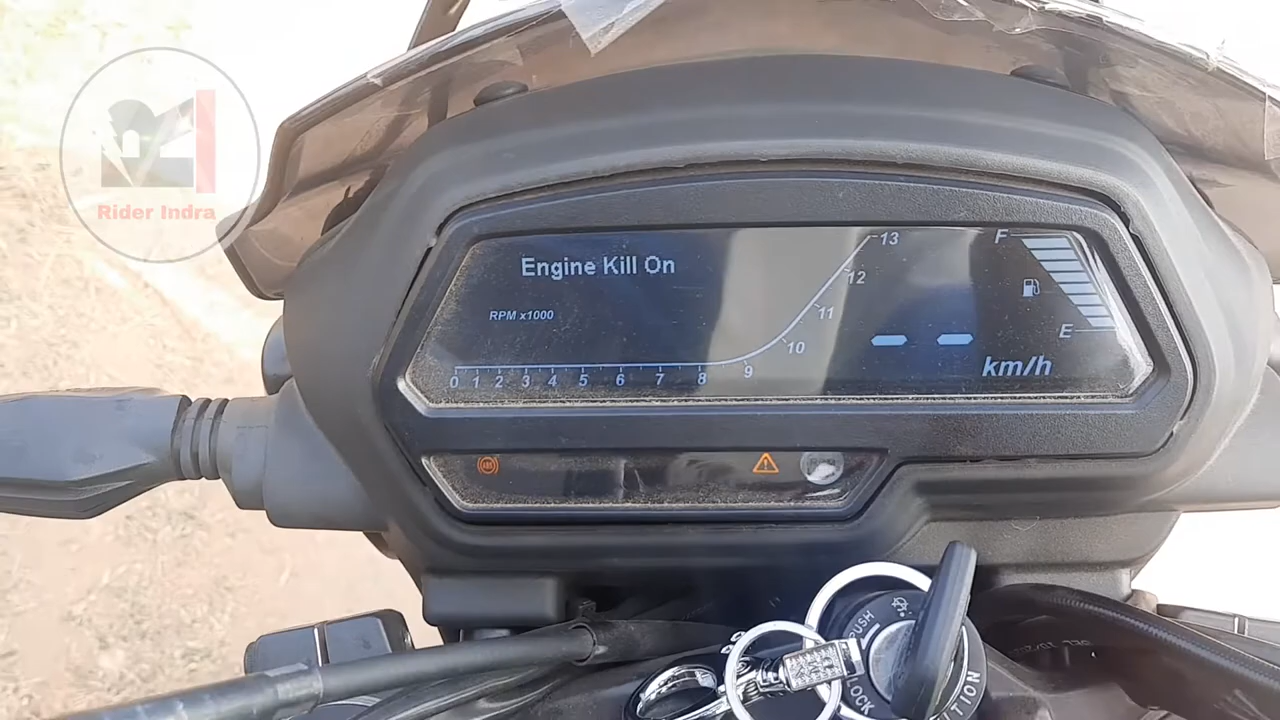 Rider Indra
Engine Kill On
RPM x1000
0 1 2 3 4 5 6 7 8 9 10 11 12 13
F
E
-- km/h
ABS
PUSH
LOCK